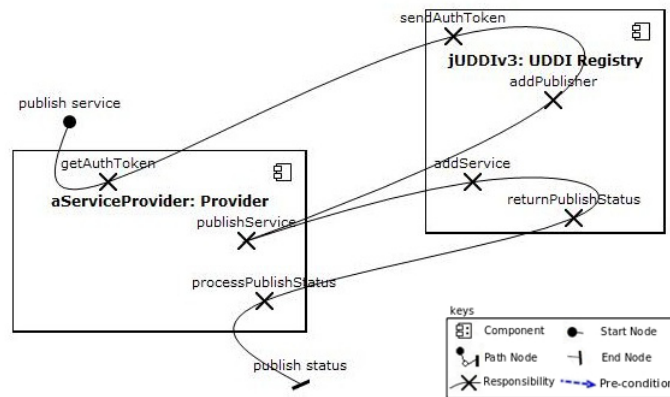 sendAuthToken
jUDDIv3: UDDI Registry
addPublisher
publish service
getAuthToken
addService
aServiceProvider: Provider
returnPublishStatus
publishService
processPublishStatus
publish status
keys
Component
Start Node
Path Node
End Node
Responsibility
Pre-condition